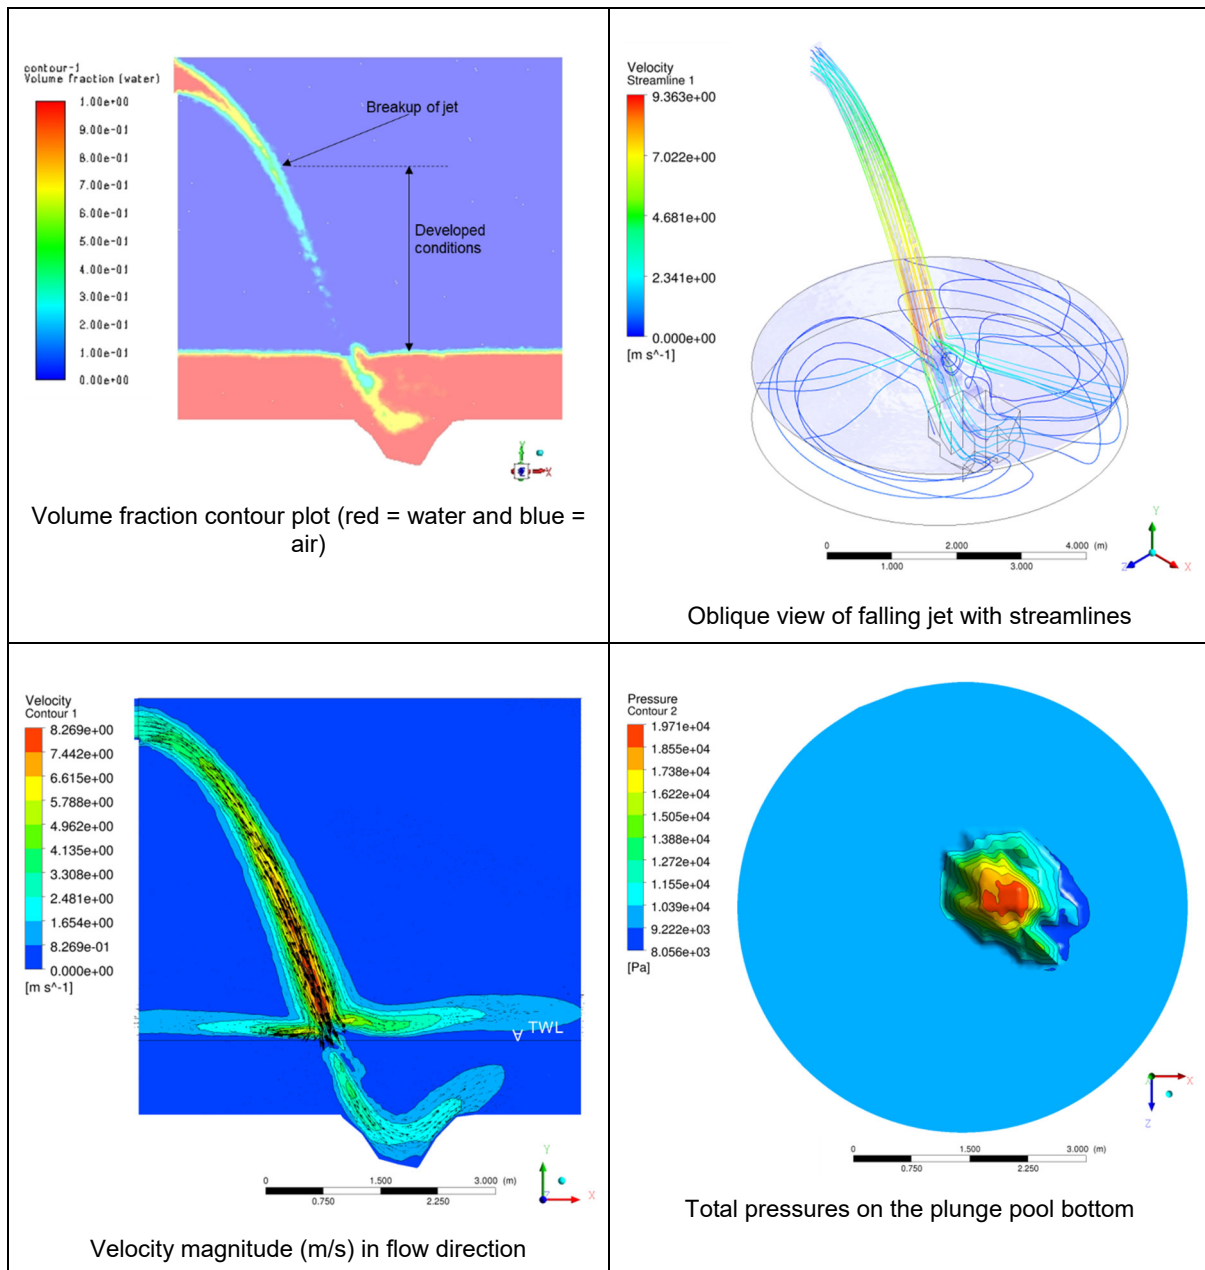 contour-1
Volume fraction (water)
1.00e+00
9.00e-01
8.00e-01
7.00e-01
6.00e-01
5.00e-01
4.00e-01
3.00e-01
2.00e-01
1.00e-01
0.00e+00
Breakup of jet
Developed
conditions
Y
X
Volume fraction contour plot (red = water and blue =
air)
Velocity
Streamline 1
9.363e+00
7.022e+00
4.681e+00
2.341e+00
0.000e+00
[m s^-1]
0 2.000 4.000 (m)
1.000 3.000
Y
Z X
Oblique view of falling jet with streamlines
Velocity
Contour 1
8.269e+00
7.442e+00
6.615e+00
5.788e+00
4.962e+00
4.135e+00
3.308e+00
2.481e+00
1.654e+00
8.269e-01
0.000e+00
[m s^-1]
TWL
0 1.500 3.000 (m)
0.750 2.250
Y
Z X
Velocity magnitude (m/s) in flow direction
Pressure
Contour 2
1.971e+04
1.855e+04
1.738e+04
1.622e+04
1.505e+04
1.388e+04
1.272e+04
1.155e+04
1.039e+04
9.222e+03
8.056e+03
[Pa]
X
Z
0 1.500 3.000 (m)
0.750 2.250
Total pressures on the plunge pool bottom